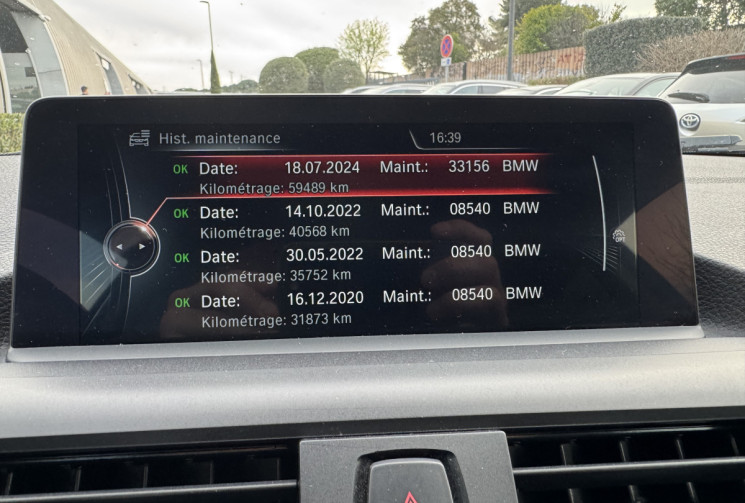 Hist. maintenance 16:39
OK Date: 18.07.2024 Maint.: 33156 BMW
Kilométrage: 59489 km
OK Date: 14.10.2022 Maint.: 08540 BMW
Kilométrage: 40568 km
OK Date: 30.05.2022 Maint.: 08540 BMW
Kilométrage: 35752 km
OK Date: 16.12.2020 Maint.: 08540 BMW
Kilométrage: 31873 km